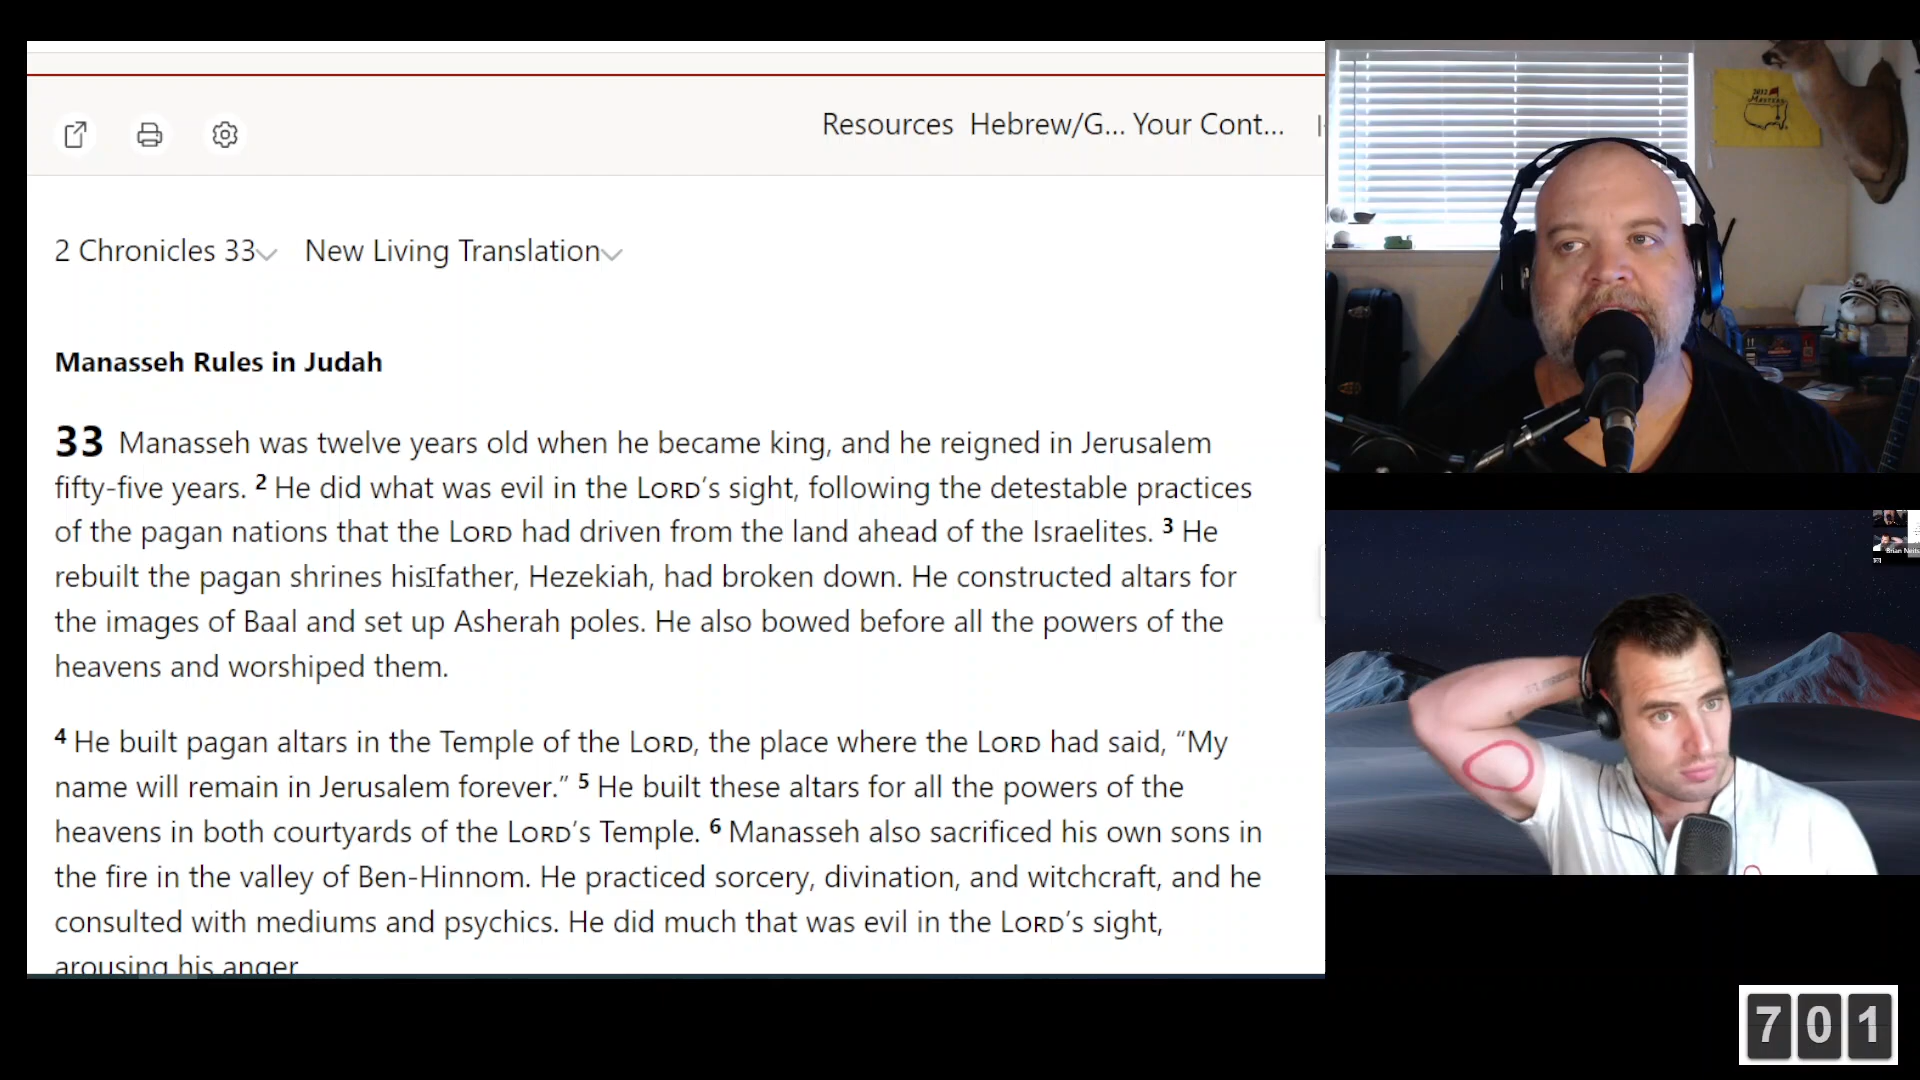 Resources Hebrew/G... Your Cont...
2 Chronicles 33 New Living Translation
Manasseh Rules in Judah
33 Manasseh was twelve years old when he became king, and he reigned in Jerusalem
fifty-five years. 2 He did what was evil in the LORD’s sight, following the detestable practices
of the pagan nations that the LORD had driven from the land ahead of the Israelites. 3 He
rebuilt the pagan shrines his father, Hezekiah, had broken down. He constructed altars for
the images of Baal and set up Asherah poles. He also bowed before all the powers of the
heavens and worshiped them.
4 He built pagan altars in the Temple of the LORD, the place where the LORD had said, “My
name will remain in Jerusalem forever.” 5 He built these altars for all the powers of the
heavens in both courtyards of the LORD’s Temple. 6 Manasseh also sacrificed his own sons in
the fire in the valley of Ben-Hinnom. He practiced sorcery, divination, and witchcraft, and he
consulted with mediums and psychics. He did much that was evil in the LORD’s sight,
arousing his anger
MASTERS
Brian
701